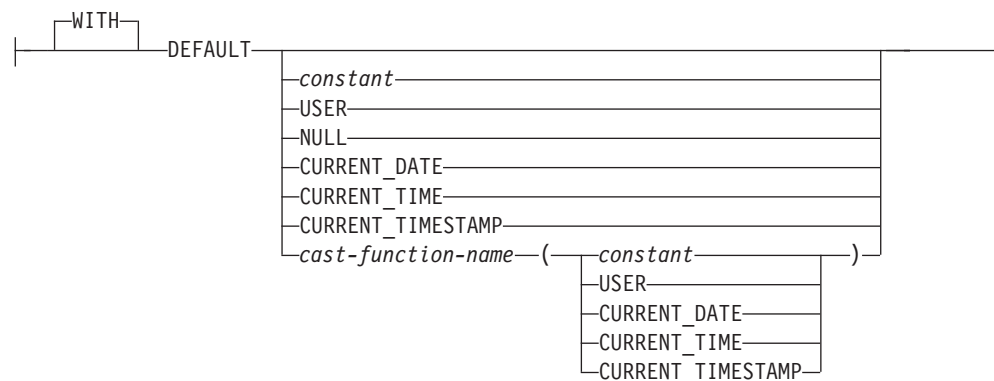 WITH
DEFAULT
constant
USER
NULL
CURRENT_DATE
CURRENT_TIME
CURRENT_TIMESTAMP
cast-function-name ( constant )
USER
CURRENT_DATE
CURRENT_TIME
CURRENT_TIMESTAMP